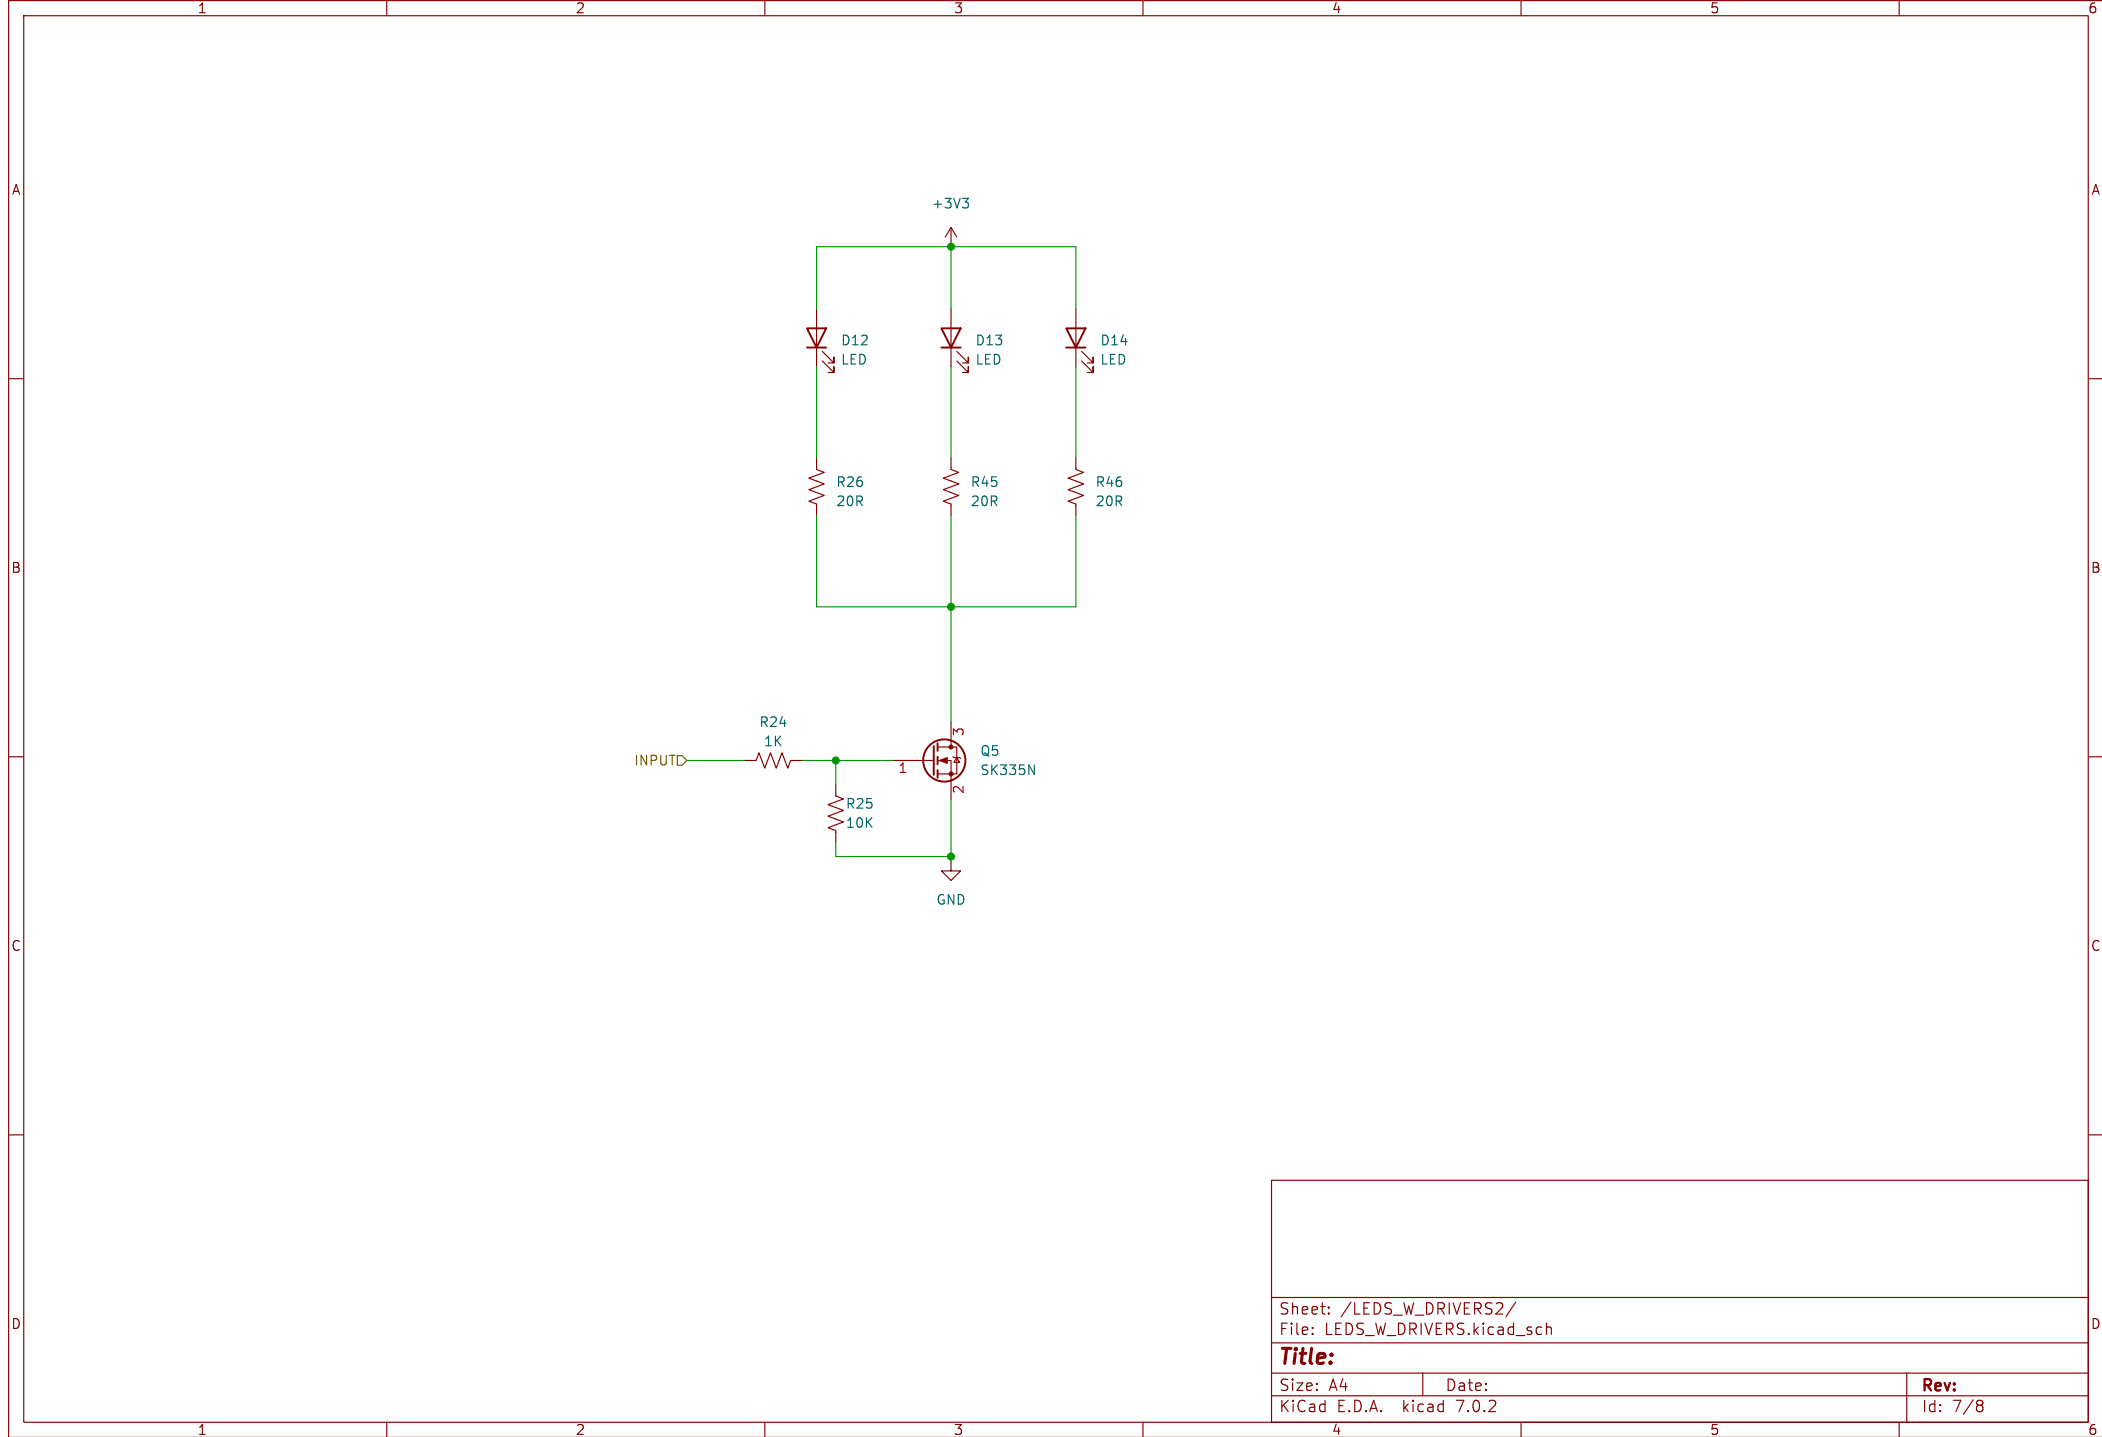 1 2 3 4 5 6
A A
+3V3
D12 D13 D14
LED LED LED
R26 R45 R46
20R 20R 20R
B B
R24
1K
INPUT
3
Q5
SK335N
1
2
R25
10K
GND
C C
Sheet: /LEDS_W_DRIVERS2/
File: LEDS_W_DRIVERS.kicad_sch
D D
Title:
Size: A4 Date: Rev:
KiCad E.D.A. kicad 7.0.2 Id: 7/8
1 2 3 4 5 6